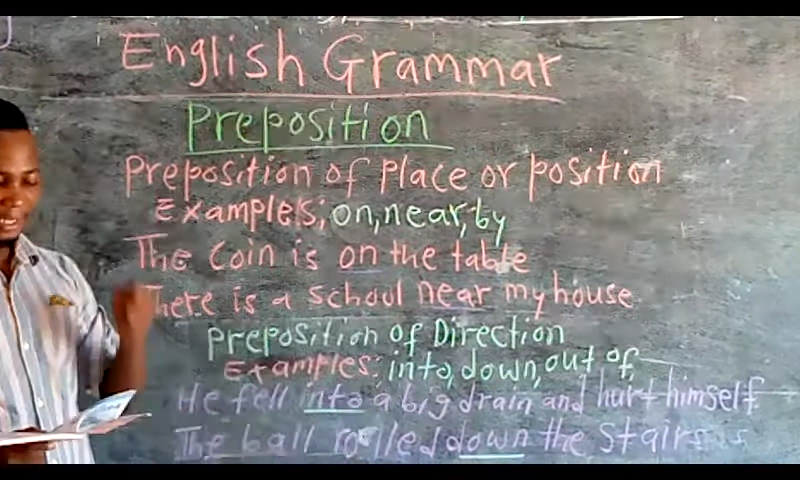 English Grammar
Preposition
Preposition of Place or position
Examples; on, near, by
The Coin is on the table
There is a school near my house
Preposition of Direction
Examples: into, down, out of,
He fell into a big drain and hurt himself.
The ball rolled down the Stairs